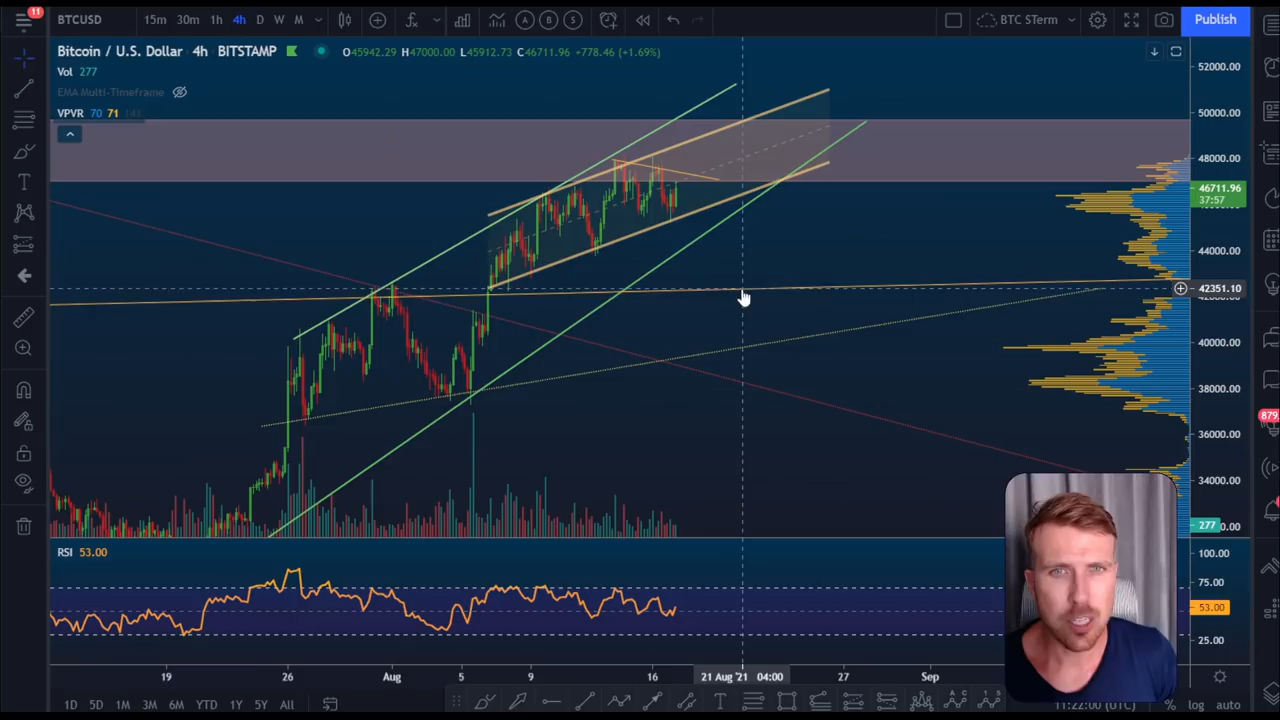 11
BTCUSD 15m 30m 1h 4h D W M A B S BTC STerm Publish
Bitcoin / U.S. Dollar 4h BITSTAMP O45942.29 H47000.00 L45912.73 C46711.96 +778.46 (+1.69%)
Vol 277
EMA Multi-Timeframe
VPVR 70 71 141
52000.00
50000.00
48000.00
46711.96
37:57
44000.00
42351.10
40000.00
38000.00
36000.00
34000.00
277
RSI 53.00
100.00
75.00
53.00
25.00
879
19 26 Aug 5 9 16 21 Aug '21 04:00 27 Sep
1D 5D 1M 3M 6M YTD 1Y 5Y All T 11:22:00 (UTC) % log auto